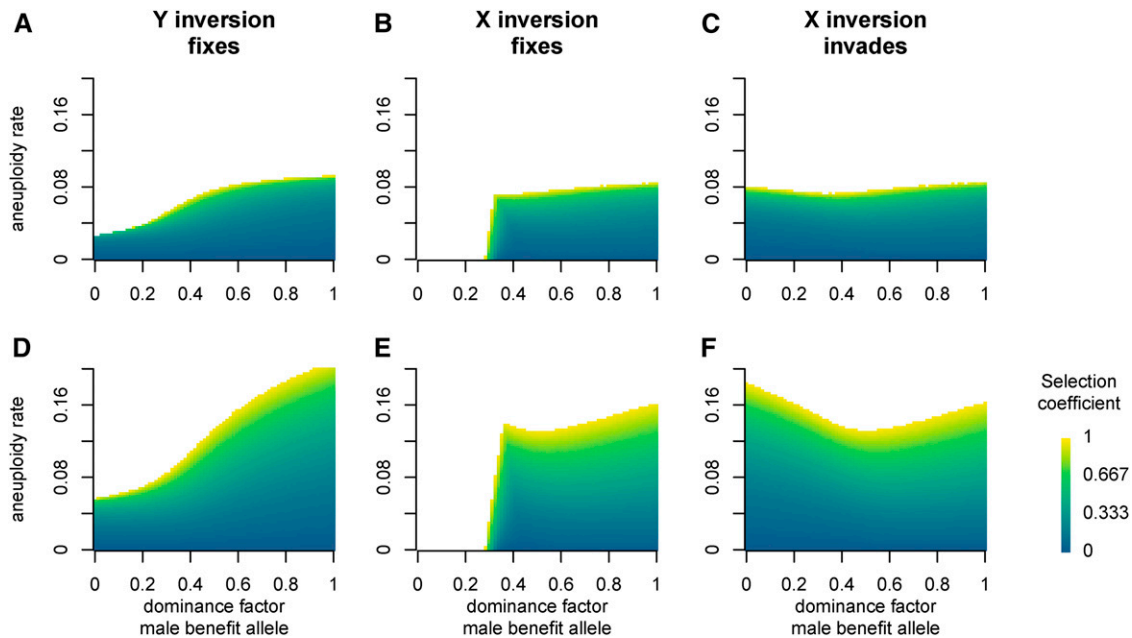 A
Y inversion
fixes
B
X inversion
fixes
C
X inversion
invades
aneuploidy rate
0.16
0.08
0
0 0.2 0.4 0.6 0.8 1
0.16
0.08
0
0 0.2 0.4 0.6 0.8 1
0.16
0.08
0
0 0.2 0.4 0.6 0.8 1
D
E
F
aneuploidy rate
0.16
0.08
0
0 0.2 0.4 0.6 0.8 1
dominance factor
male benefit allele
0.16
0.08
0
0 0.2 0.4 0.6 0.8 1
dominance factor
male benefit allele
0.16
0.08
0
0 0.2 0.4 0.6 0.8 1
dominance factor
male benefit allele
Selection
coefficient
1
0.667
0.333
0